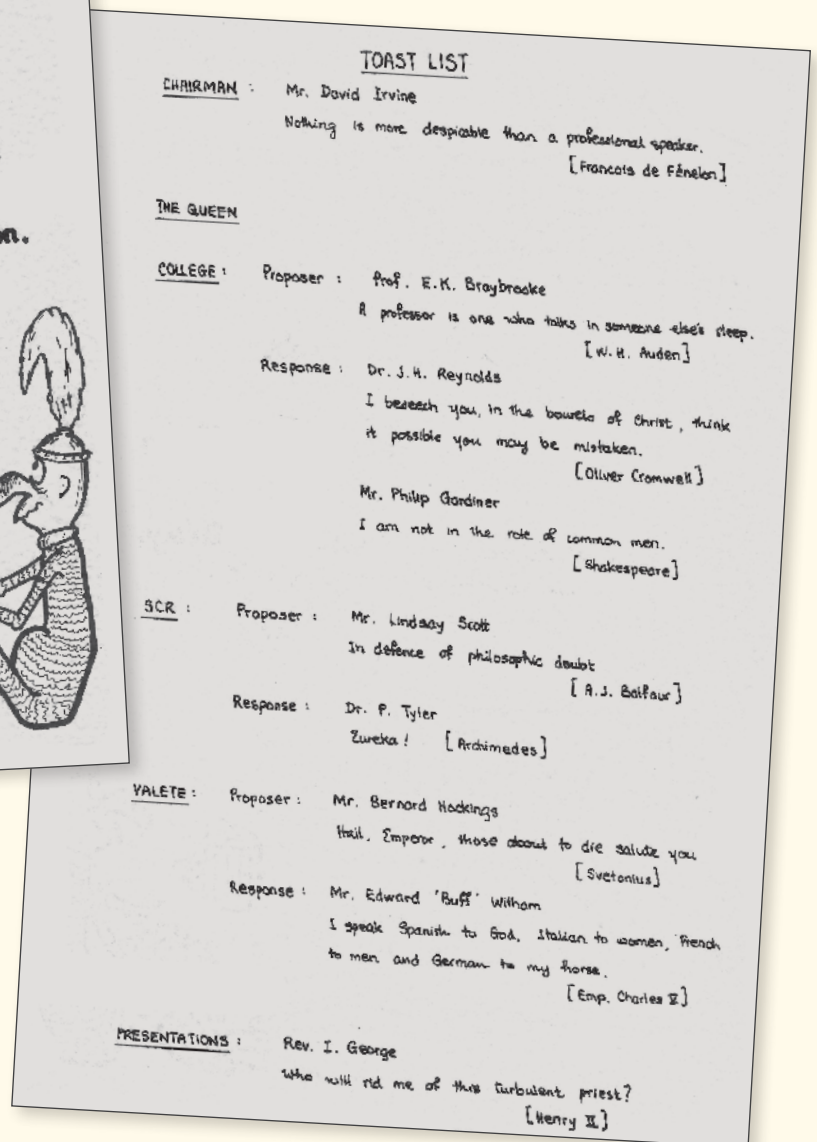 n.
TOAST LIST
CHAIRMAN : Mr. David Irvine
Nothing is more despicable than a professional speaker.
[Francois de Fénelon]
THE QUEEN
COLLEGE : Proposer : Prof. E.K. Braybrooke
A professor is one who talks in someone else's sleep.
[W.H. Auden]
Response : Dr. J.H. Reynolds
I beseech you, in the bowels of Christ, think
it possible you may be mistaken.
[Oliver Cromwell]
Mr. Philip Gardiner
I am not in the role of common men.
[Shakespeare]
SCR : Proposer : Mr. Lindsay Scott
In defence of philosophic doubt
[A.J. Balfour]
Response : Dr. P. Tyler
Eureka! [Archimedes]
VALETE : Proposer : Mr. Bernard Hockings
Hail, Emperor, those about to die salute you
[Svetonius]
Response : Mr. Edward 'Buff' Witham
I speak Spanish to God, Italian to women, French
to men and German to my horse.
[Emp. Charles V]
PRESENTATIONS : Rev. I. George
Who will rid me of this turbulent priest?
[Henry II]